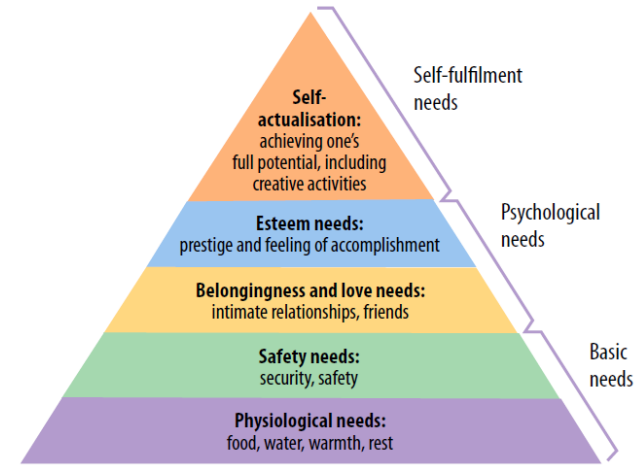 Self-
actualisation:
achieving one's
full potential, including
creative activities
Esteem needs:
prestige and feeling of accomplishment
Belongingness and love needs:
intimate relationships, friends
Safety needs:
security, safety
Physiological needs:
food, water, warmth, rest
Self-fulfilment
needs
Psychological
needs
Basic
needs